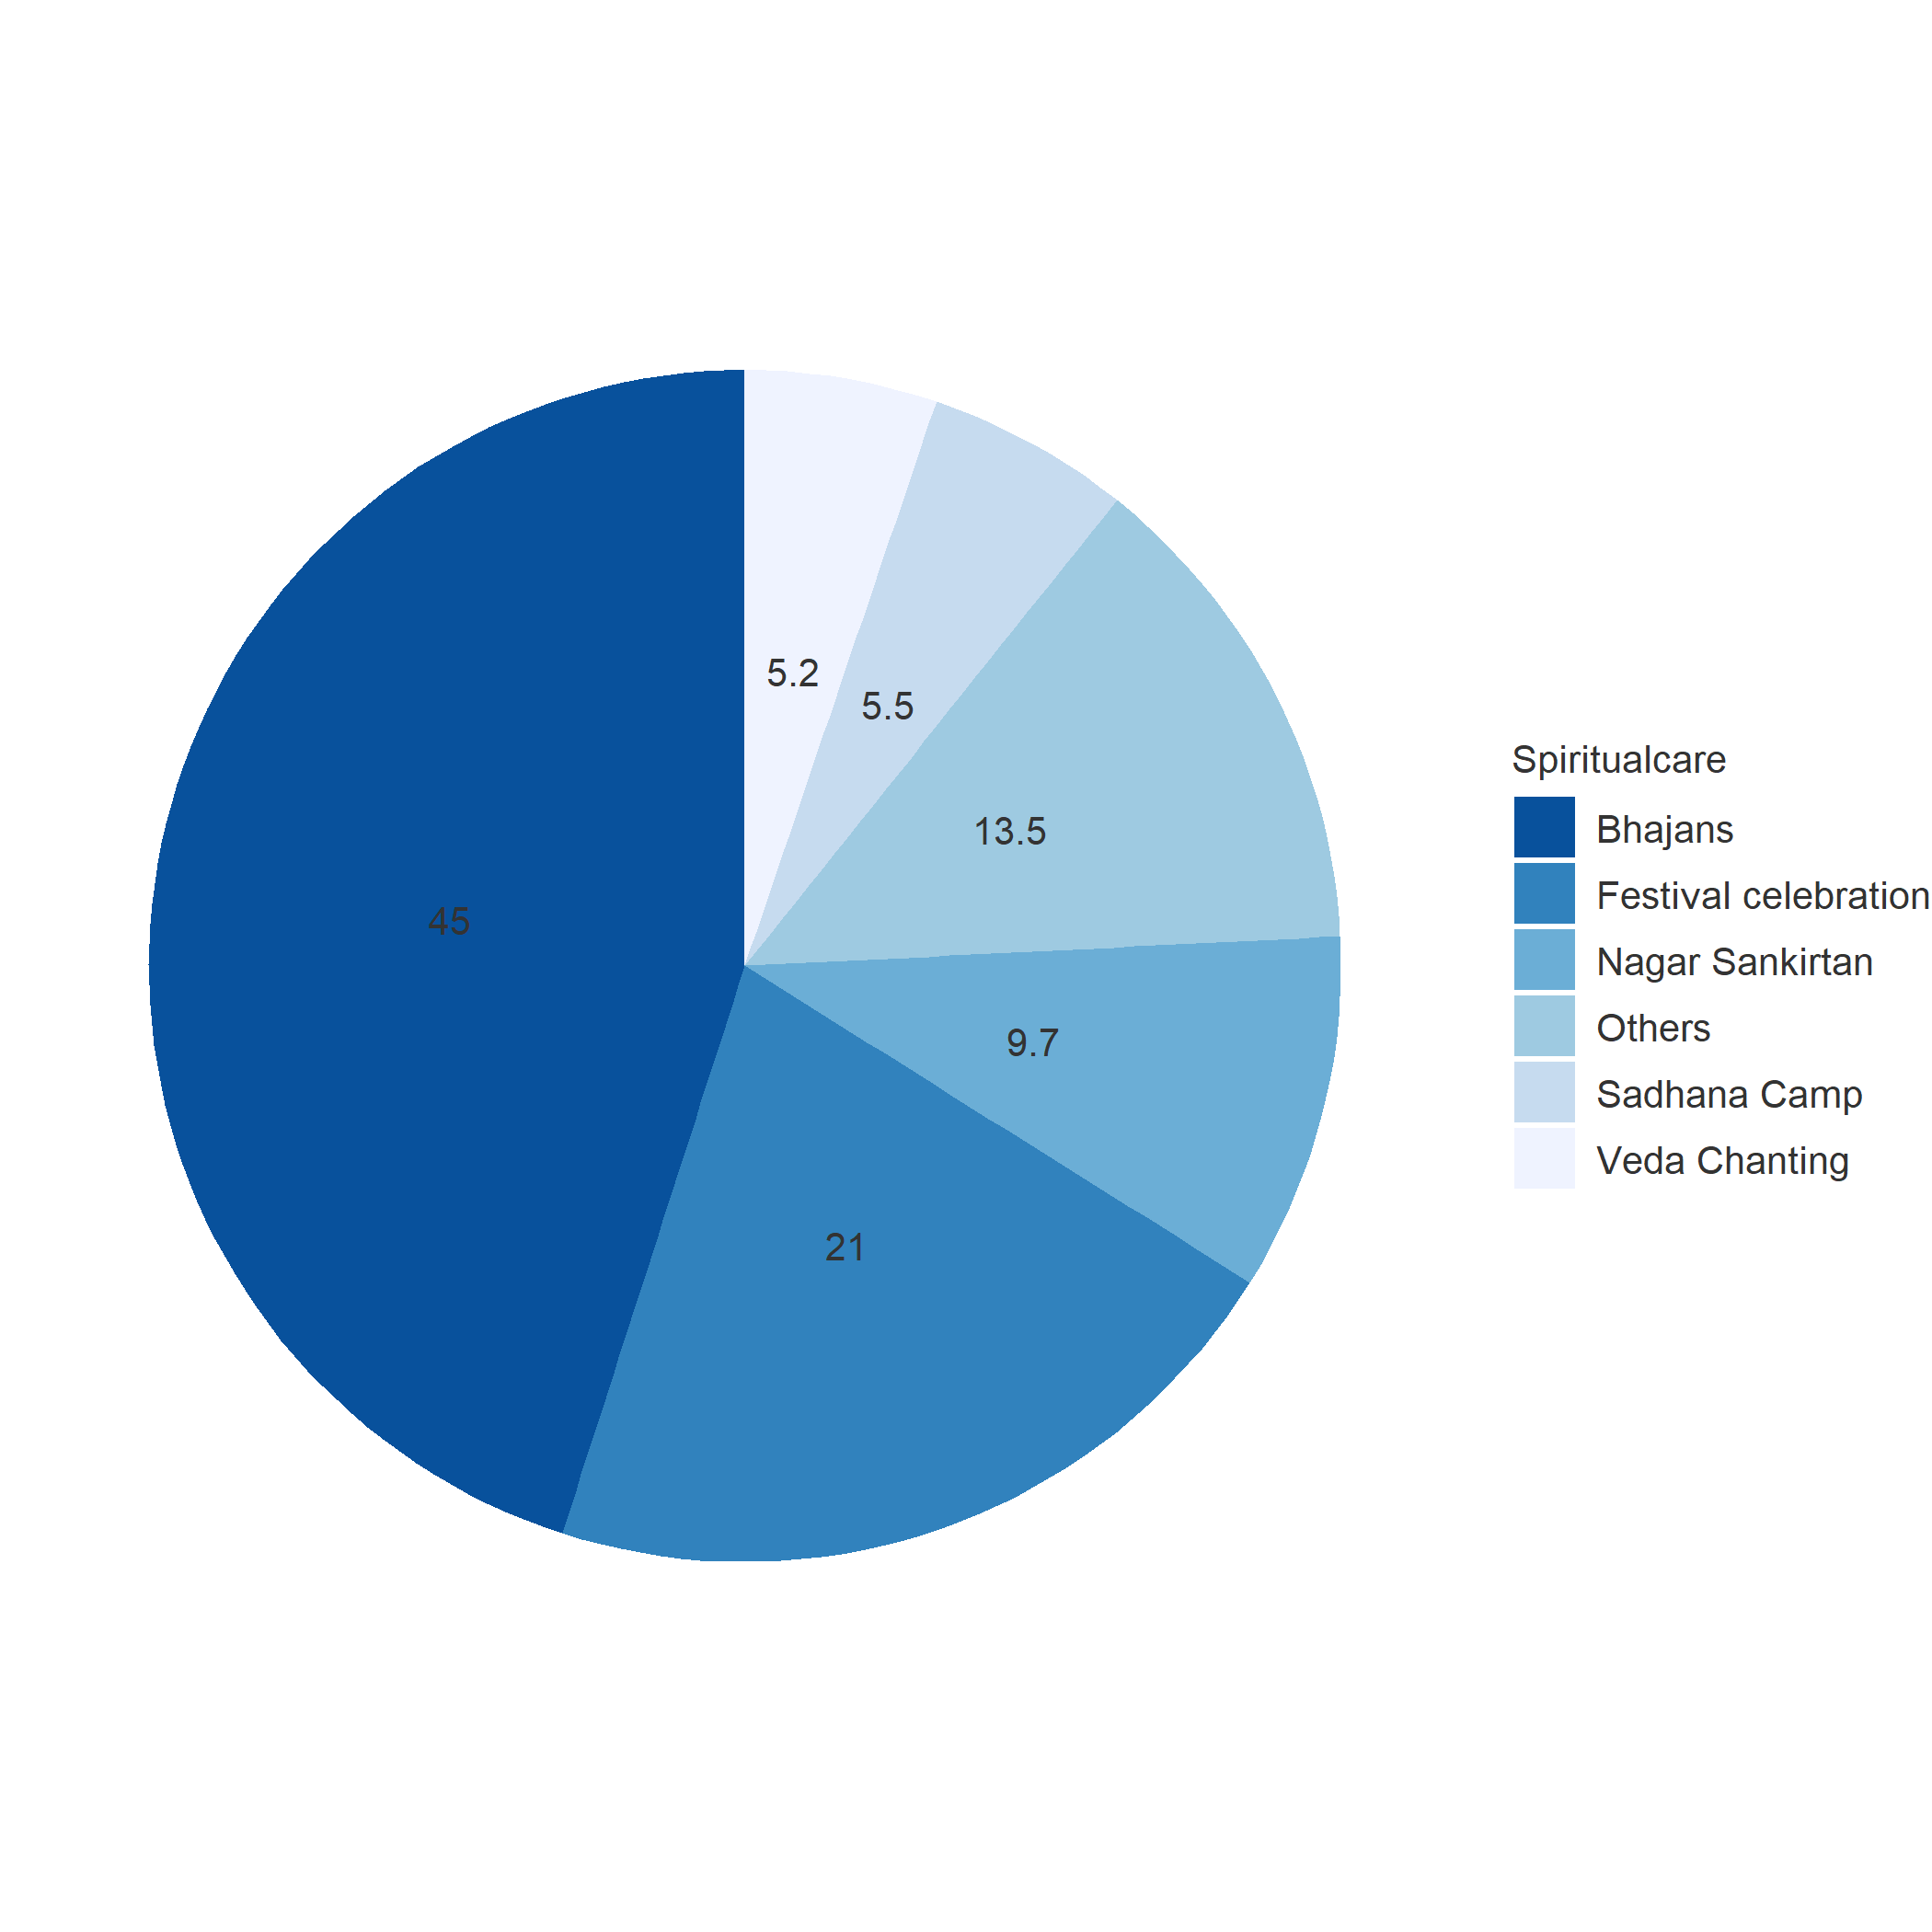 5.2
5.5
13.5
45
9.7
21
Spiritualcare
Bhajans
Festival celebration
Nagar Sankirtan
Others
Sadhana Camp
Veda Chanting